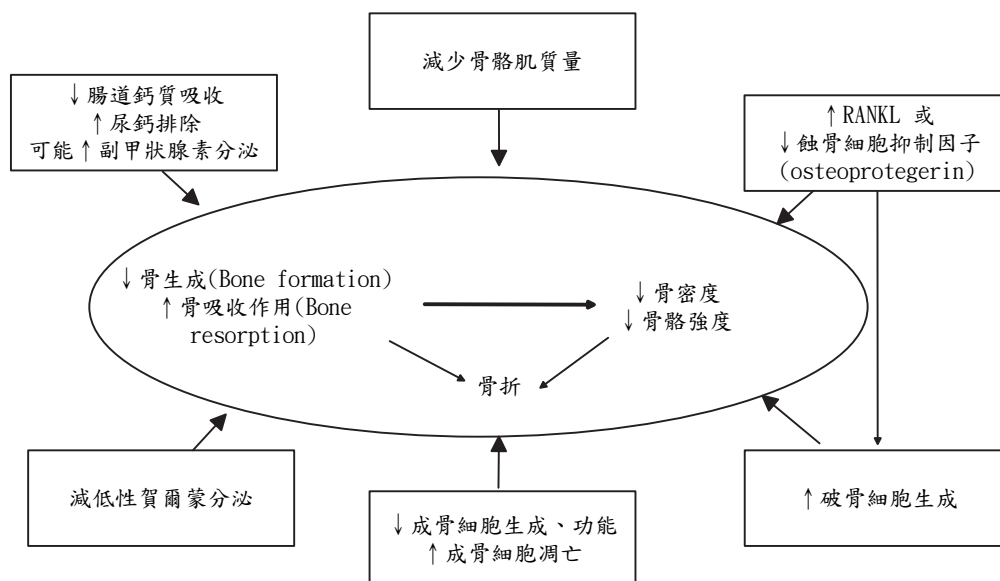 減少骨骼肌質量
↓腸道鈣質吸收
↑尿鈣排除
可能↑副甲狀腺素分泌
↑RANKL 或
↓蝕骨細胞抑制因子
(osteoprotegerin)
↓骨生成(Bone formation)
↑骨吸收作用(Bone
resorption)
↓骨密度
↓骨骼強度
骨折
減低性賀爾蒙分泌
↓成骨細胞生成、功能
↑成骨細胞凋亡
↑破骨細胞生成